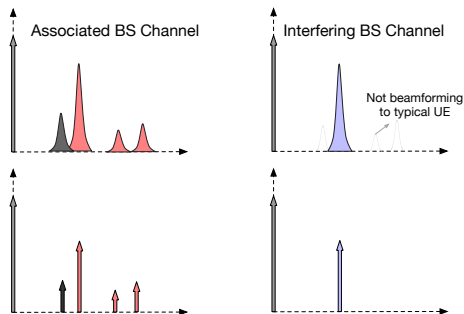 Associated BS Channel
Interfering BS Channel
Not beamforming
to typical UE